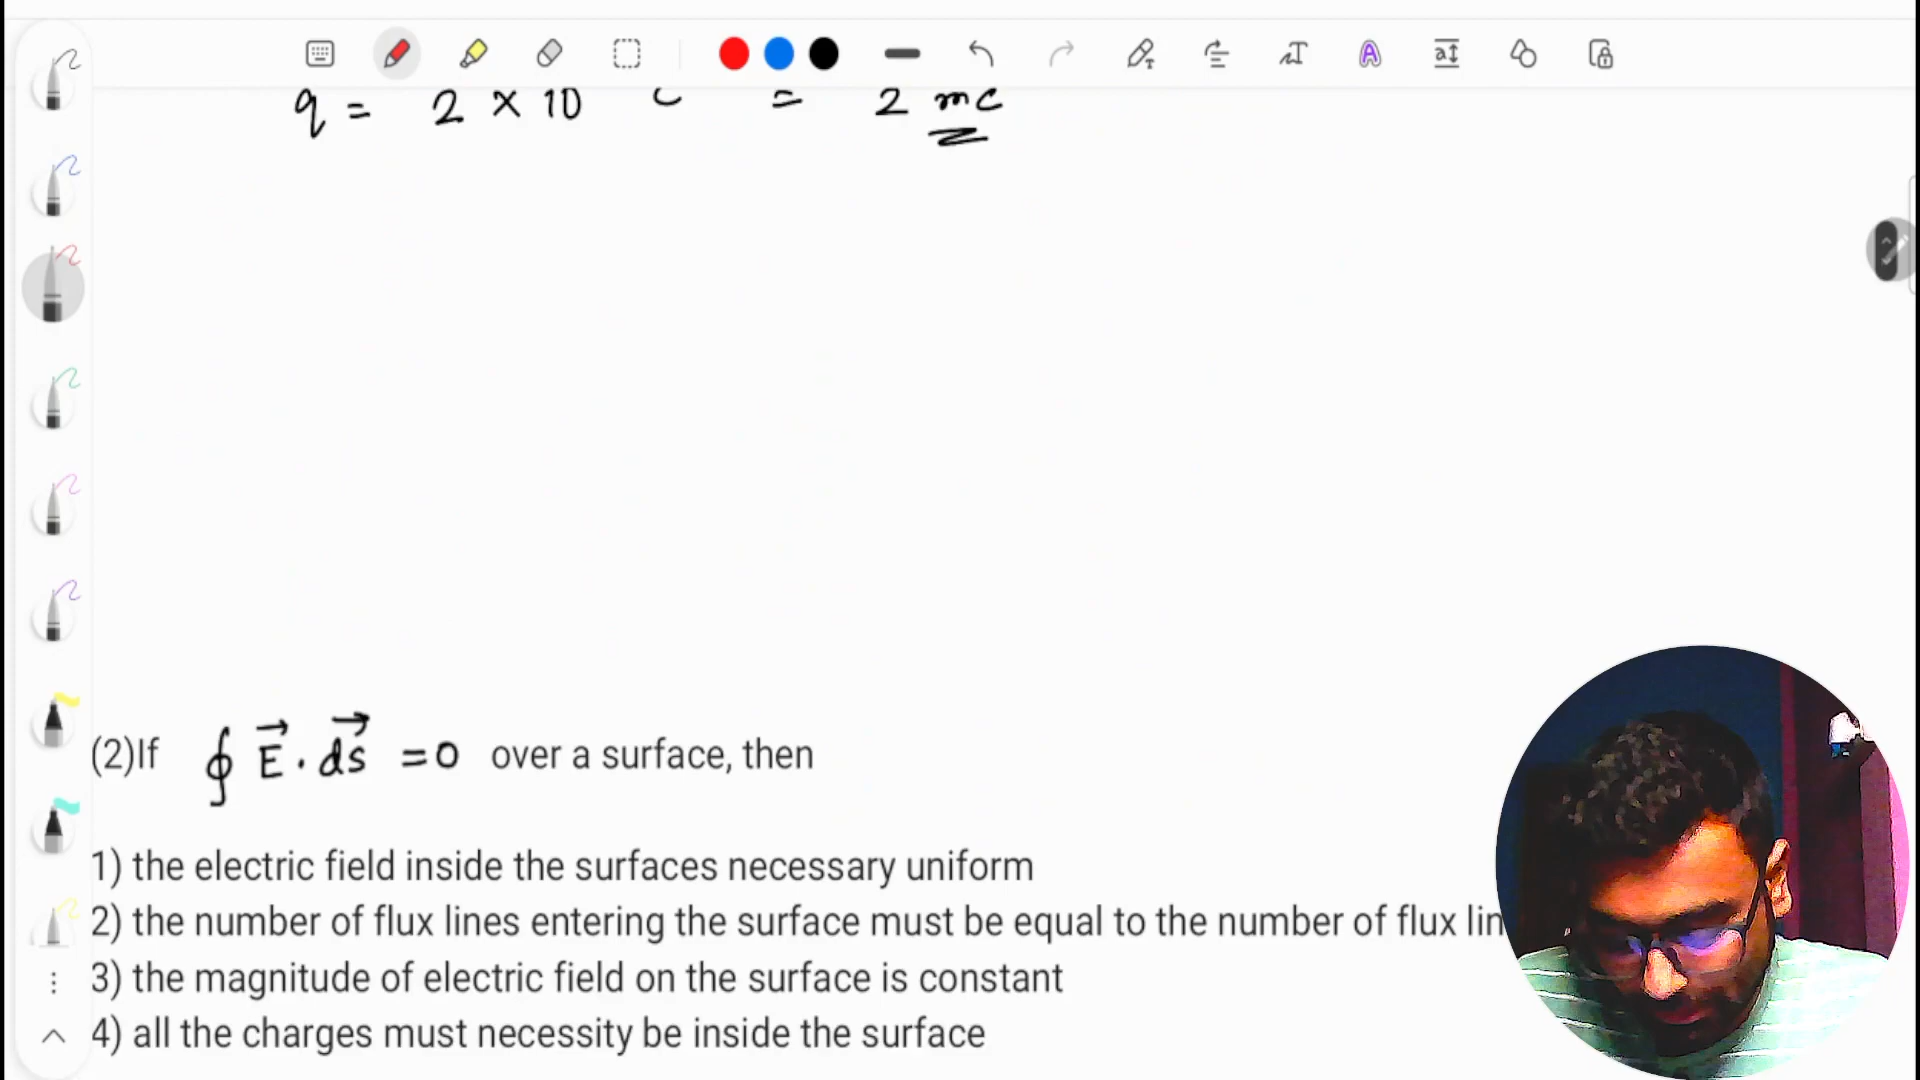 q = 2 × 10 c = 2 mc
(2)If ∮ E⃗ . ds⃗ =0 over a surface, then
1) the electric field inside the surfaces necessary uniform
2) the number of flux lines entering the surface must be equal to the number of flux lin
3) the magnitude of electric field on the surface is constant
4) all the charges must necessity be inside the surface